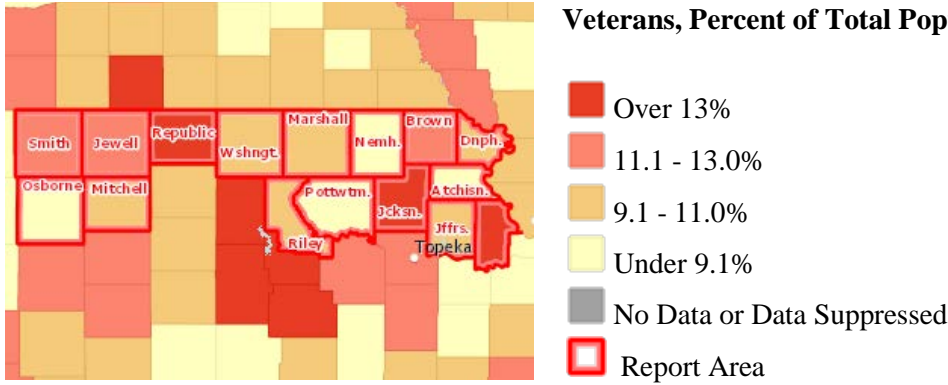 Veterans, Percent of Total Pop
Over 13%
11.1 - 13.0%
9.1 - 11.0%
Under 9.1%
No Data or Data Suppressed
Report Area
Smith
Jewell
Republic
Wshngt.
Marshall
Nemh.
Brown
Dnph.
Osborne
Mitchell
Riley
Pottwtm.
Jcksn.
Atchisn.
Jffrs.
Topeka